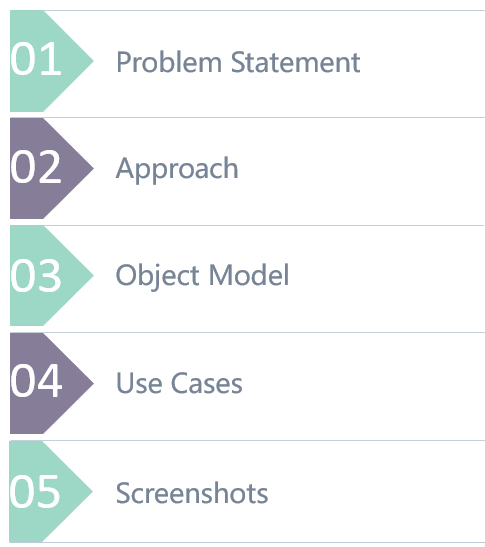 01 Problem Statement
02 Approach
03 Object Model
04 Use Cases
05 Screenshots